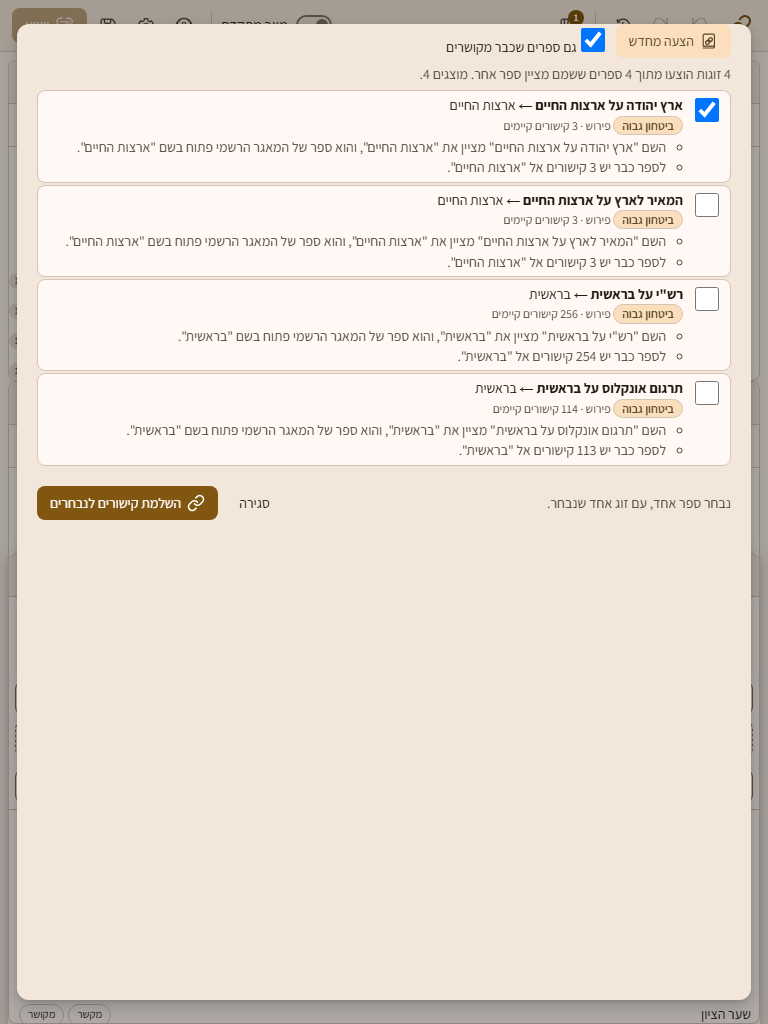 1
הצעה מחדש
גם ספרים שכבר מקושרים
4 זוגות הוצעו מתוך 4 ספרים ששמם מציין ספר אחר. מוצגים 4.
ארץ יהודה על ארצות החיים ← ארצות החיים
ביטחון גבוה פירוש · 3 קישורים קיימים
השם "ארץ יהודה על ארצות החיים" מציין את "ארצות החיים", והוא ספר של המאגר הרשמי פתוח בשם "ארצות החיים".
לספר כבר יש 3 קישורים אל "ארצות החיים".
המאיר לארץ על ארצות החיים ← ארצות החיים
ביטחון גבוה פירוש · 3 קישורים קיימים
השם "המאיר לארץ על ארצות החיים" מציין את "ארצות החיים", והוא ספר של המאגר הרשמי פתוח בשם "ארצות החיים".
לספר כבר יש 3 קישורים אל "ארצות החיים".
רש"י על בראשית ← בראשית
ביטחון גבוה פירוש · 256 קישורים קיימים
השם "רש"י על בראשית" מציין את "בראשית", והוא ספר של המאגר הרשמי פתוח בשם "בראשית".
לספר כבר יש 254 קישורים אל "בראשית".
תרגום אונקלוס על בראשית ← בראשית
ביטחון גבוה פירוש · 114 קישורים קיימים
השם "תרגום אונקלוס על בראשית" מציין את "בראשית", והוא ספר של המאגר הרשמי פתוח בשם "בראשית".
לספר כבר יש 113 קישורים אל "בראשית".
נבחר ספר אחד, עם זוג אחד שנבחר.
סגירה
השלמת קישורים לנבחרים
שער הציון
מקשר
מקושר